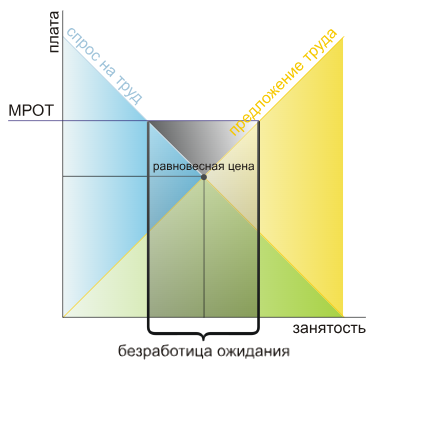 плата
спрос на труд
предложение труда
МРОТ
равновесная цена
занятость
безработица ожидания